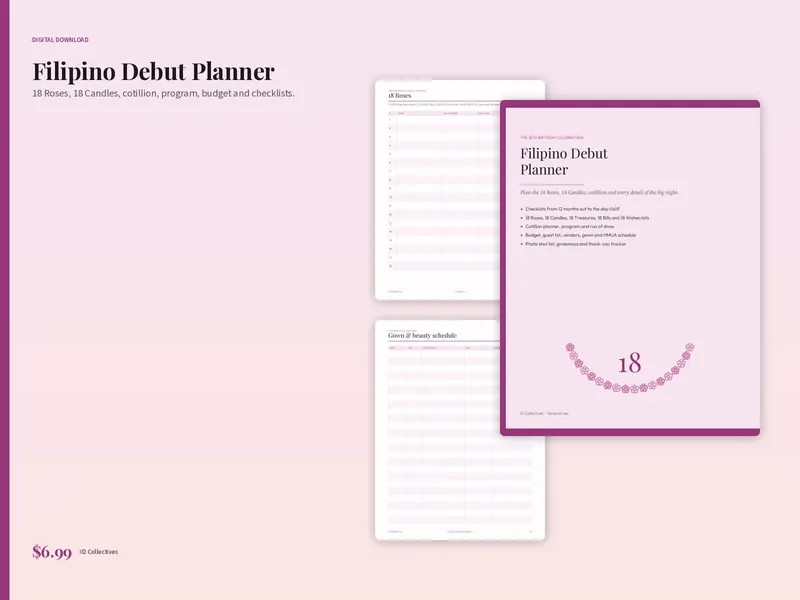 DIGITAL DOWNLOAD
Filipino Debut Planner
18 Roses, 18 Candles, cotillion, program, budget and checklists.
18 Roses
Gown & beauty schedule
THE 18TH BIRTHDAY CELEBRATION
Filipino Debut
Planner
Plan the 18 Roses, 18 Candles, cotillion and every detail of the big night.
• Checklists from 12 months out to the day itself
• 18 Roses, 18 Candles, 18 Treasures, 18 Bills and 18 Wishes lists
• Cotillion planner, program and run of show
• Budget, guest list, vendors, gown and HMUA schedule
• Photo shot list, giveaways and thank-you tracker
18
$6.99
ID Collectives